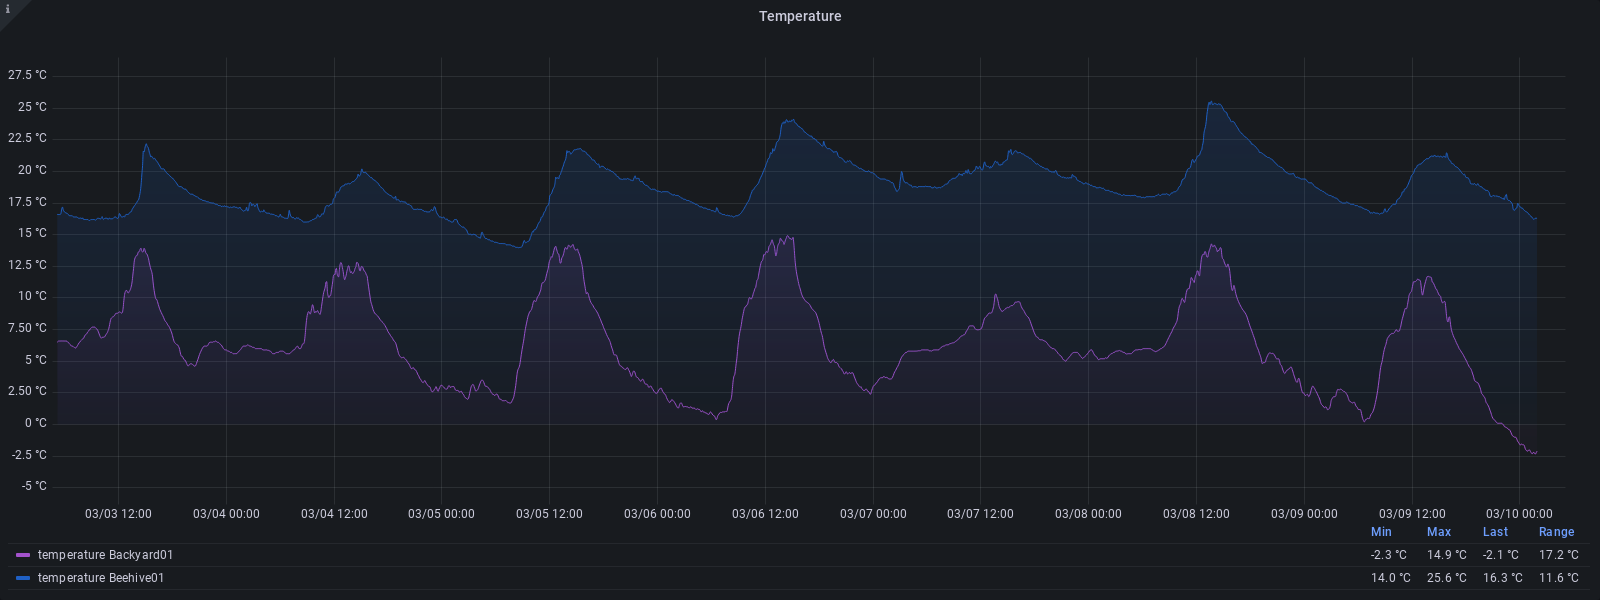 i
Temperature
27.5 °C
25 °C
22.5 °C
20 °C
17.5 °C
15 °C
12.5 °C
10 °C
7.50 °C
5 °C
2.50 °C
0 °C
-2.5 °C
-5 °C
03/03 12:00 03/04 00:00 03/04 12:00 03/05 00:00 03/05 12:00 03/06 00:00 03/06 12:00 03/07 00:00 03/07 12:00 03/08 00:00 03/08 12:00 03/09 00:00 03/09 12:00 03/10 00:00
Min Max Last Range
temperature Backyard01 -2.3 °C 14.9 °C -2.1 °C 17.2 °C
temperature Beehive01 14.0 °C 25.6 °C 16.3 °C 11.6 °C